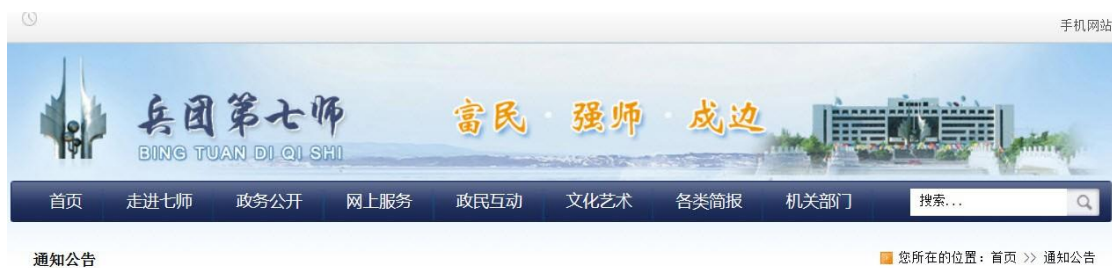 手机网站
兵团第七师
BING TUAN DI QI SHI
富民·强师·戍边
首页 走进七师 政务公开 网上服务 政民互动 文化艺术 各类简报 机关部门 搜索...
通知公告 您所在的位置：首页 >> 通知公告